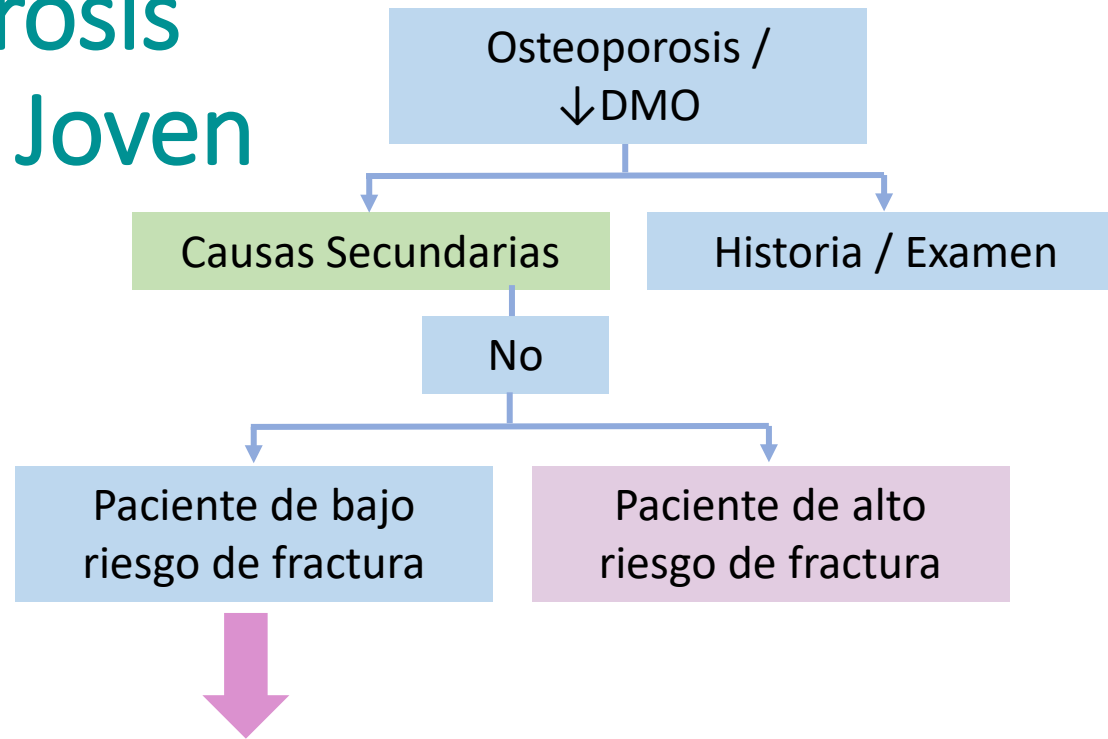 rosis
Joven
Osteoporosis /
↓DMO
Causas Secundarias
Historia / Examen
No
Paciente de bajo
riesgo de fractura
Paciente de alto
riesgo de fractura